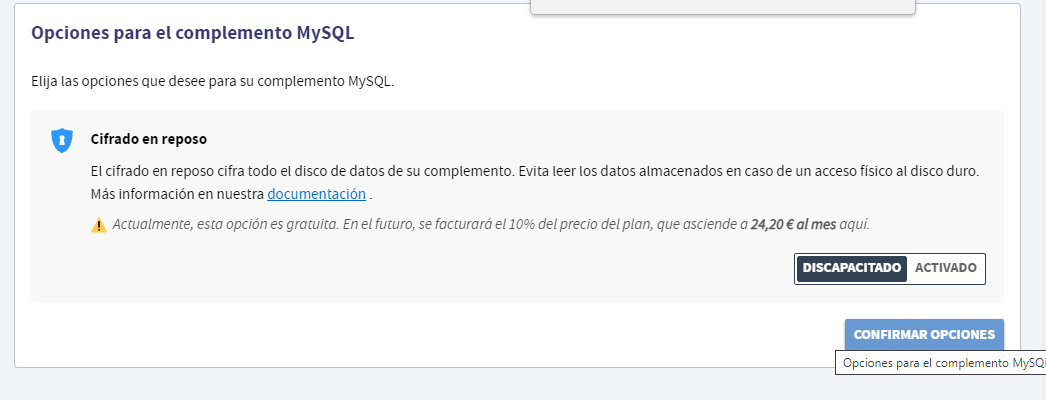 Opciones para el complemento MySQL
Elija las opciones que desee para su complemento MySQL.
Cifrado en reposo
El cifrado en reposo cifra todo el disco de datos de su complemento. Evita leer los datos almacenados en caso de un acceso físico al disco duro.
Más información en nuestra documentación .
Actualmente, esta opción es gratuita. En el futuro, se facturará el 10% del precio del plan, que asciende a 24,20 € al mes aquí.
DISCAPACITADO ACTIVADO
CONFIRMAR OPCIONES
Opciones para el complemento MySQL